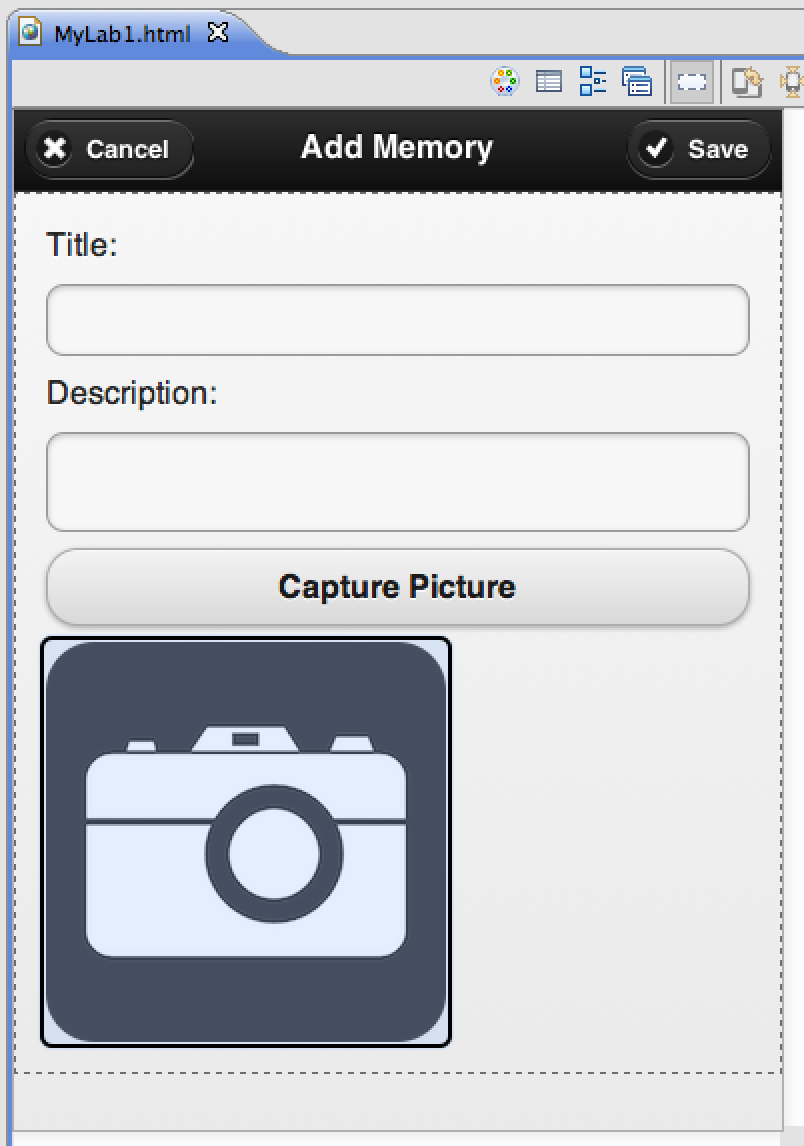 MyLab1.html
Cancel Add Memory Save
Title:
Description:
Capture Picture